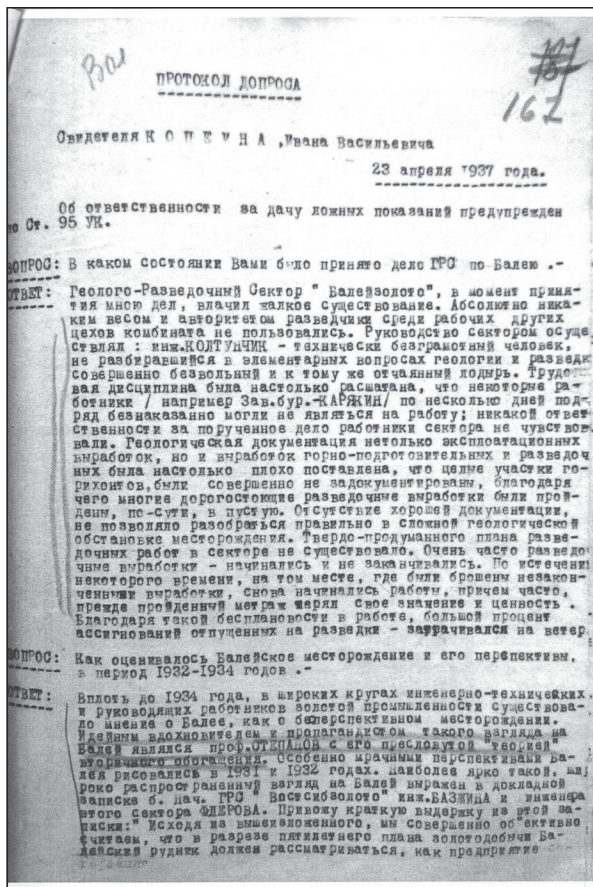 Вол
167
ПРОТОКОЛ ДОПРОСА
Свидетеля К О П Е И Н А ,Ивана Васильевича
23 апреля 1937 года.
Об ответственности за дачу ложных показаний предупрежден
по Ст. 95 УК.
ВОПРОС: В каком состоянии Вами было принято дело ГРС по Балею .-
ОТВЕТ: Геолого-Разведочный Сектор " Балейзолото", в момент приня-
тия мною дел, влачил жалкое существование. Абсолютно ника-
ким весом и авторитетом разведчики среди рабочих других
цехов комбината не пользовались. Руководство сектором осуще
ствлял : инж.КОЛТУНЧИК - технически безграмотный человек,
не разбиравшийся в элементарных вопросах геологии и разведк
совершенно безвольный и к тому же отчаянный лодырь. Трудо
вая дисциплина была настолько расшатана, что некоторые ра-
ботники / например Зав.бур.-КАРЯКИН/ по несколько дней под-
ряд безнаказанно могли не являться на работу; никакой ответ
ственности за порученное дело работники Сектора не чувствов
вали. Геологическая документация нетолько эксплоатационных
выработок, но и выработок горно-подготовительных и разведоч
ных была настолько плохо поставлена, что целые участки го-
ризонтов,были совершенно не задокументированы, благодаря
чего многие дорогостоющие разведочные выработки были прой-
дены, по-сути, в пустую. Отсутствие хорошей документации,
не позволяло разобраться правильно в сложной геологической
обстановке месторождения. Твердо-продуманного плана разве-
дочных работ в секторе не существовало. Очень часто разведо
чные выработки - начинались и не заканчивались. По истечени
некоторого времени, на том месте, где были брошены незакон-
ченными выработки, снова начинались работы, причем часто,
прежде пройденный метраж терял свое значение и ценность .
Благодаря такой бесплановости в работе, большой процент
ассигнований отпущенных на разведки - затрачивался на ветер
ВОПРОС: Как оценивалось Балейское месторождение и его перспективы,
в период 1932-1934 годов .-
ОТВЕТ: Вплоть до 1934 года, в широких кругах инженерно-технических,
и руководящих работников золотой промышленности существова-
ло мнение о Балее, как о бесперспективном месторождении.
Идейным вдохновителем и пропагандистом такого взгляда на
Балей являлся проф.СТЕПАНОВ с его пресловутой "теорией"
вторичного обогащения. Особенно мрачными перспективами Ба-
лея рисовались в 1931 и 1932 годах. Наиболее ярко такой, ши
роко распространенный взгляд на Балей выражен в докладной
записке б. нач. ГРС " Востсибзолото" инж.БАЗЖИНА и инженера
этого Сектора ФЛЕРОВА. Привожу краткую выдержку из этой за-
писки:" Исходя из вышеизложенного, мы совершенно об"ективно
считаем, что в разрезе пятилетнего плана золотодобычи Ба-
лейский рудник должен рассматриваться, как предприятие